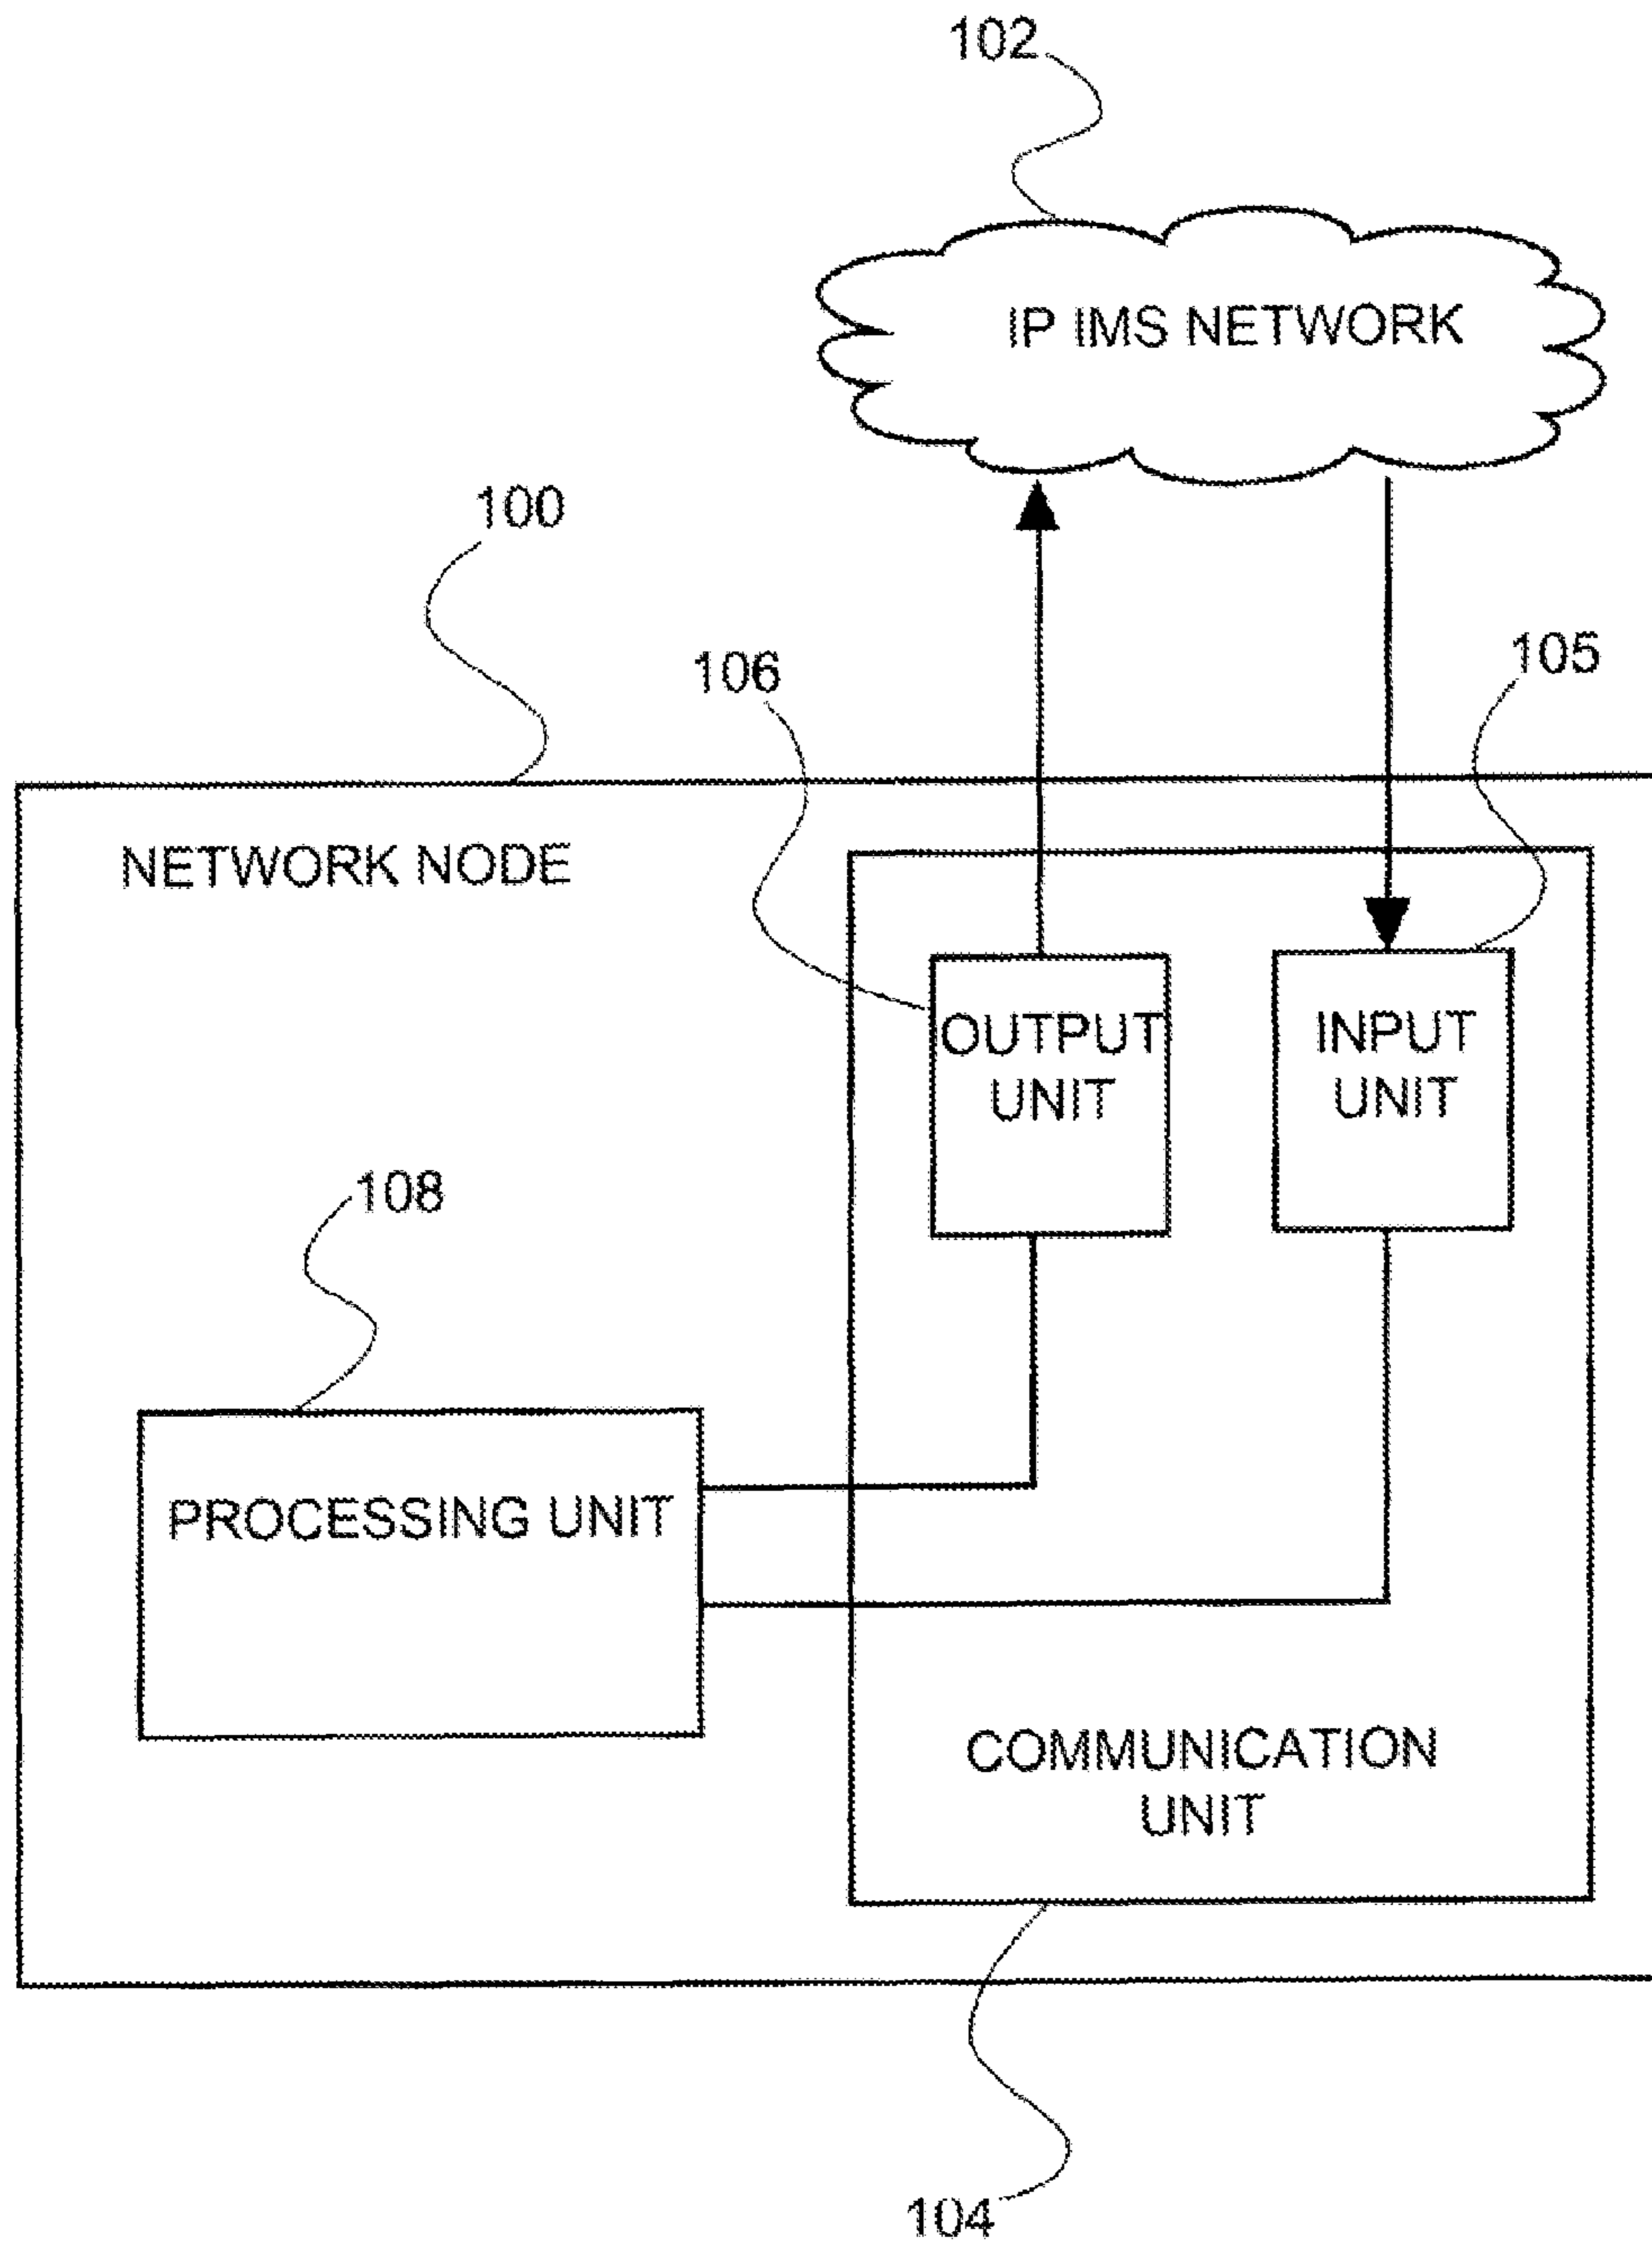 102
IP IMS NETWORK
100
106
105
NETWORK NODE
OUTPUT
UNIT
INPUT
UNIT
108
PROCESSING UNIT
COMMUNICATION
UNIT
104